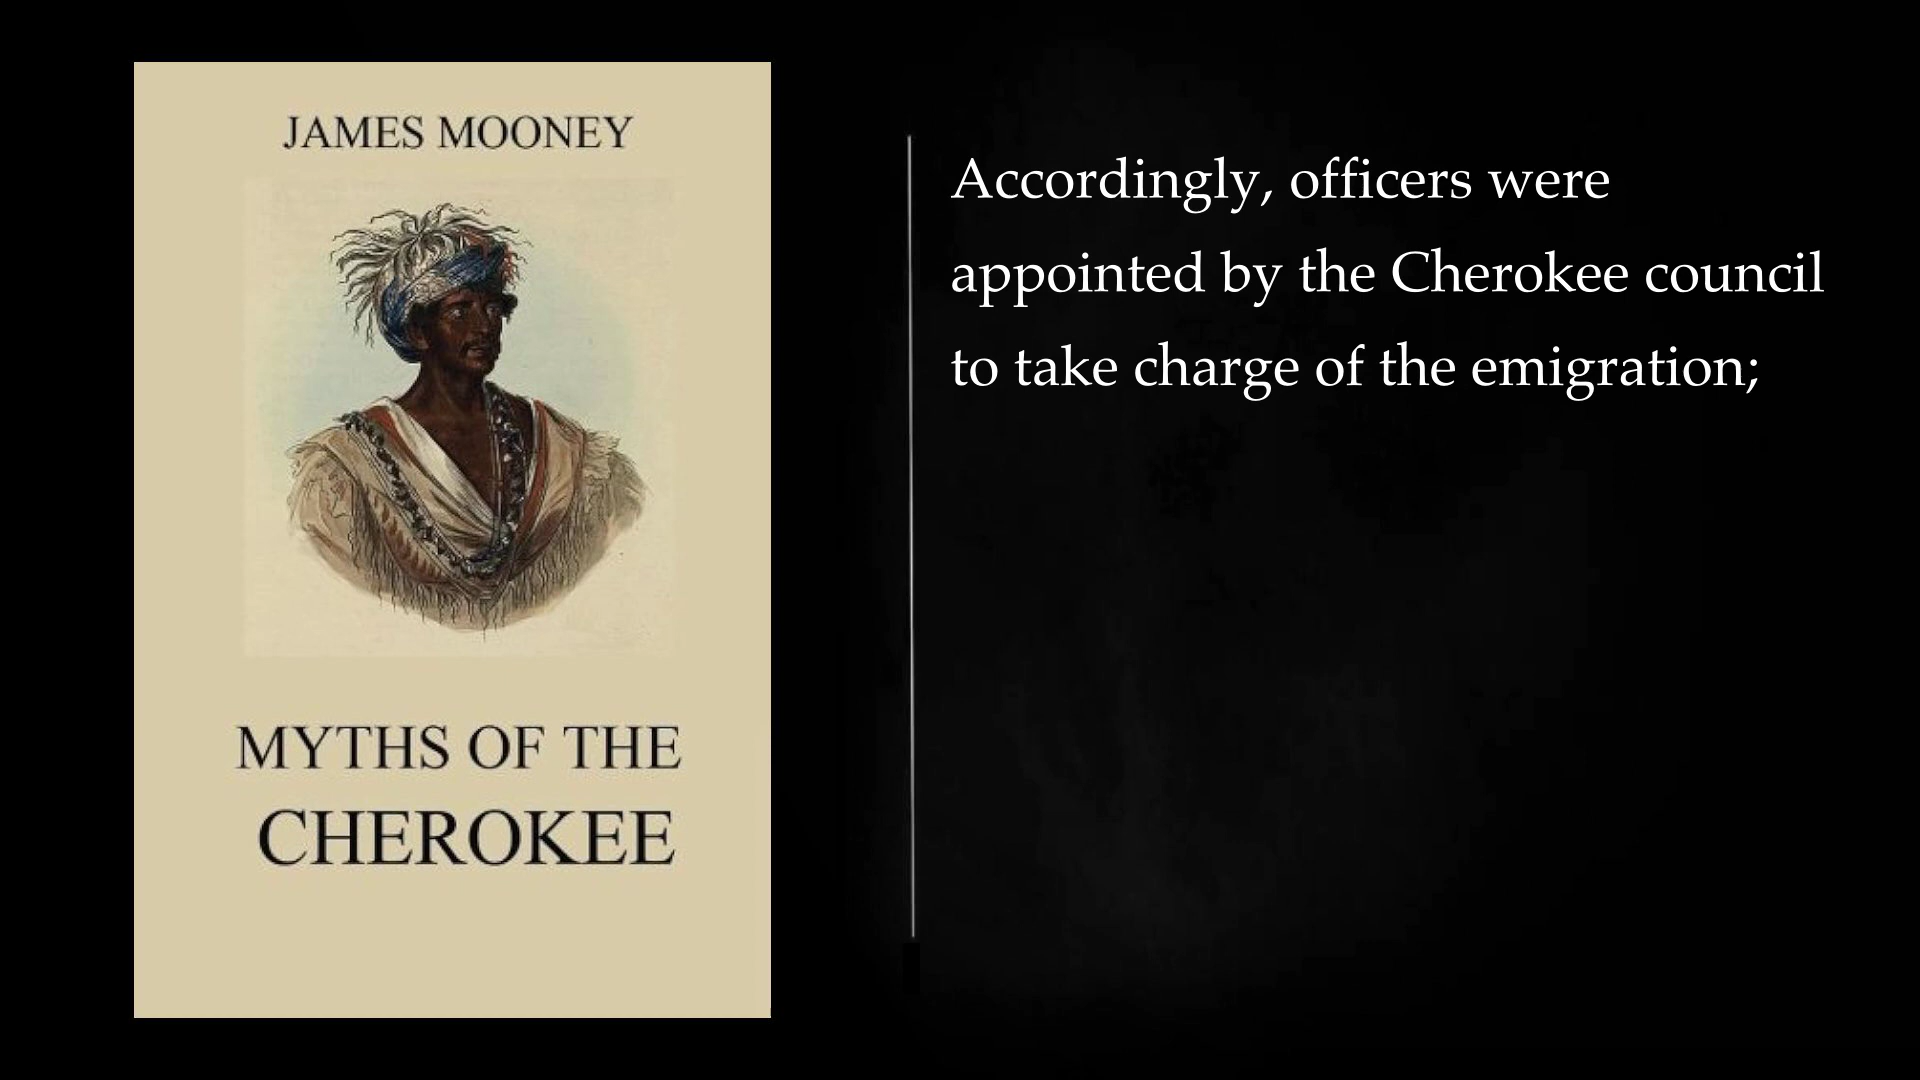 JAMES MOONEY
MYTHS OF THE
CHEROKEE
Accordingly, officers were
appointed by the Cherokee council
to take charge of the emigration;